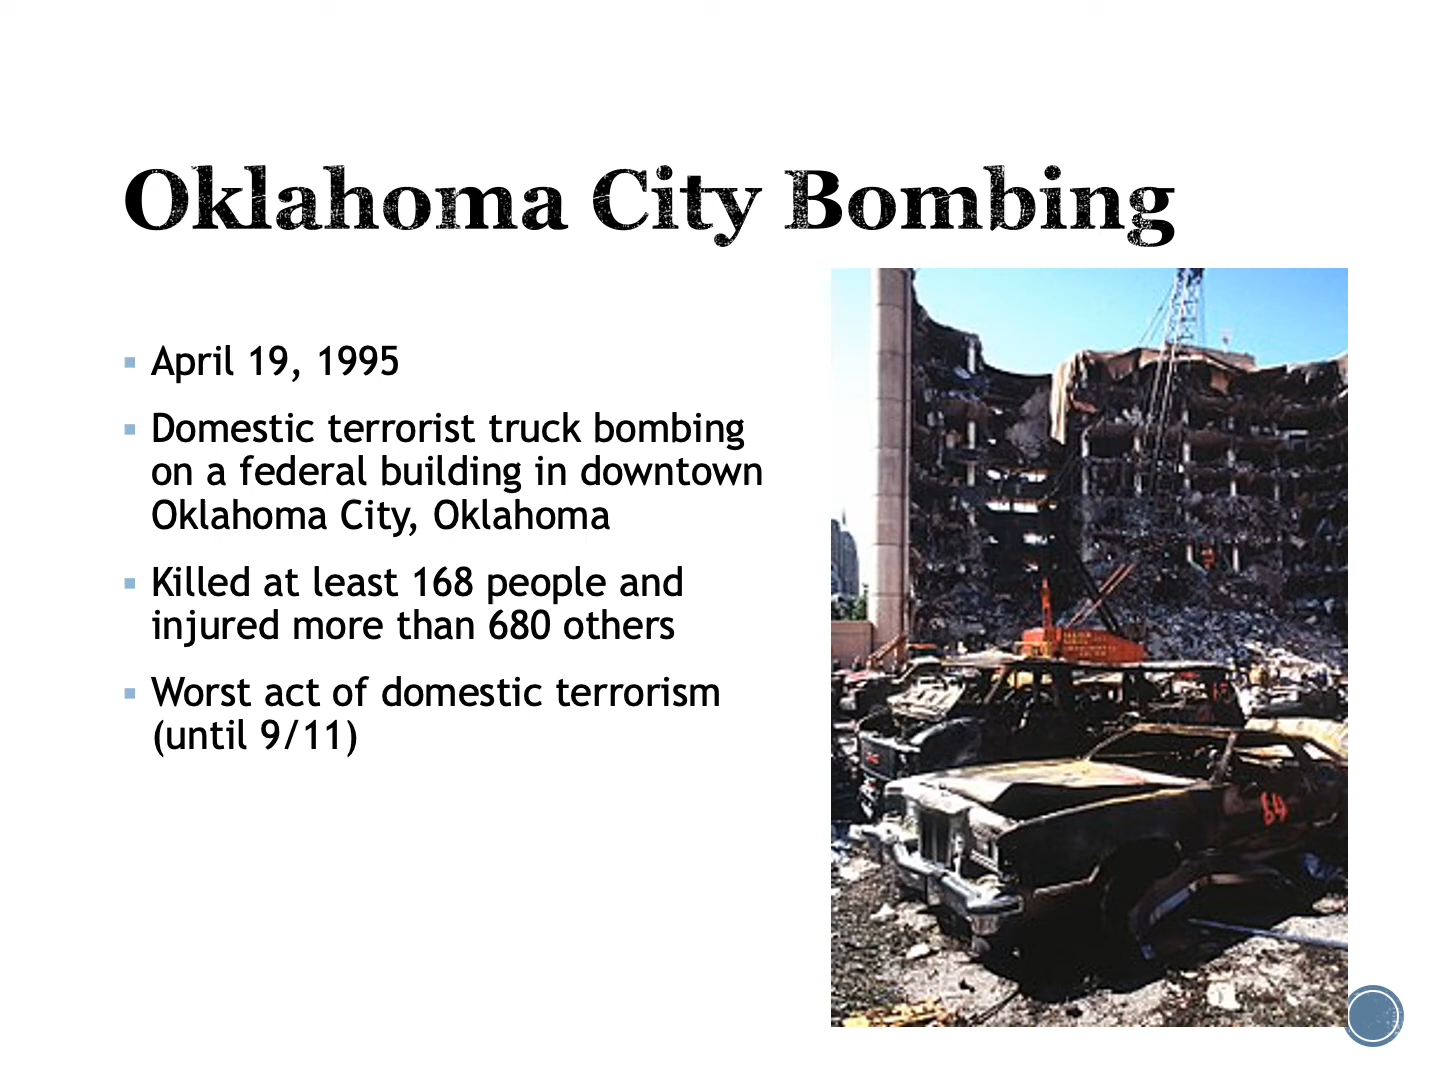 Oklahoma City Bombing
April 19, 1995
Domestic terrorist truck bombing
on a federal building in downtown
Oklahoma City, Oklahoma
Killed at least 168 people and
injured more than 680 others
Worst act of domestic terrorism
(until 9/11)
64